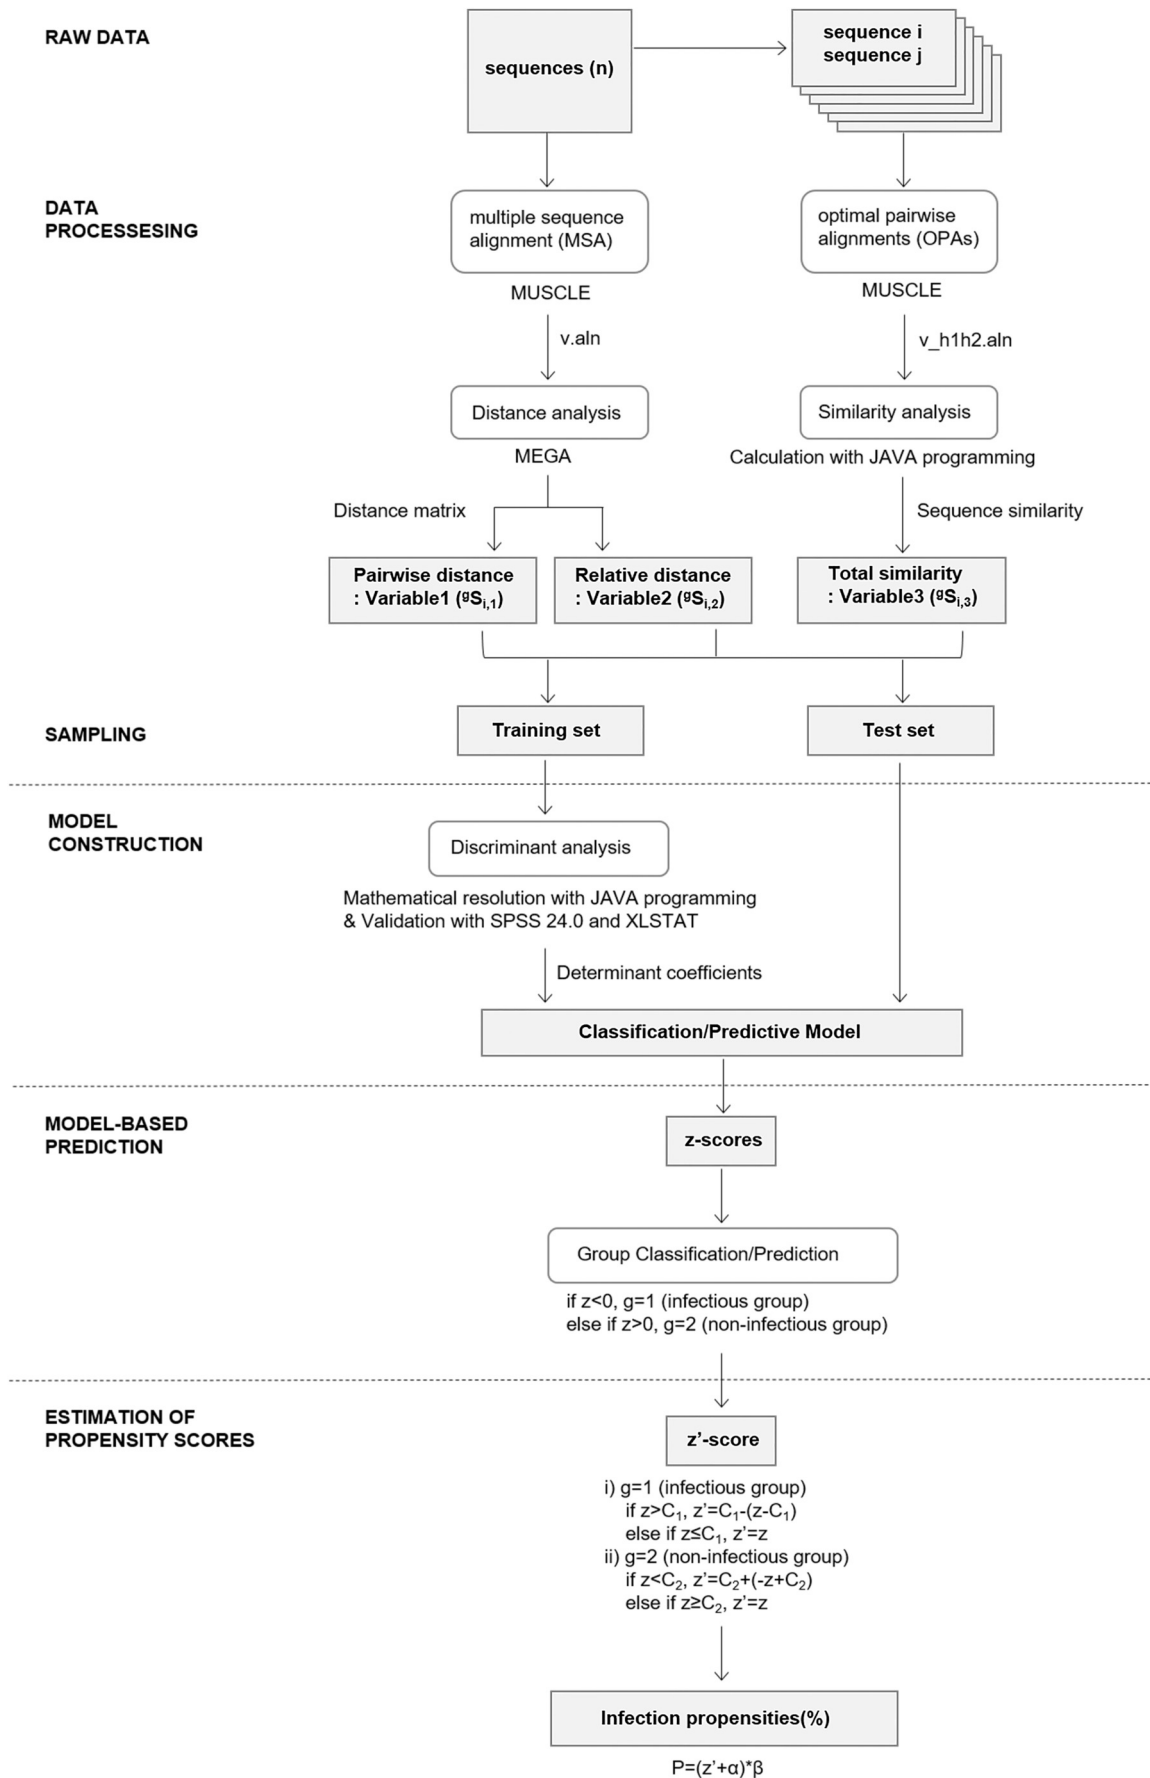 RAW DATA
sequences (n)
sequence i
sequence j
DATA
PROCESSESING
multiple sequence
alignment (MSA)
optimal pairwise
alignments (OPAs)
MUSCLE
MUSCLE
v.aln
v_h1h2.aln
Distance analysis
Similarity analysis
MEGA
Calculation with JAVA programming
Distance matrix
Sequence similarity
Pairwise distance
: Variable1 (ᵍS_{i,1})
Relative distance
: Variable2 (ᵍS_{i,2})
Total similarity
: Variable3 (ᵍS_{i,3})
SAMPLING
Training set
Test set
MODEL
CONSTRUCTION
Discriminant analysis
Mathematical resolution with JAVA programming
& Validation with SPSS 24.0 and XLSTAT
Determinant coefficients
Classification/Predictive Model
MODEL-BASED
PREDICTION
z-scores
Group Classification/Prediction
if z<0, g=1 (infectious group)
else if z>0, g=2 (non-infectious group)
ESTIMATION OF
PROPENSITY SCORES
z’-score
i) g=1 (infectious group)
if z>C₁, z’=C₁-(z-C₁)
else if z≤C₁, z’=z
ii) g=2 (non-infectious group)
if z<C₂, z’=C₂+(-z+C₂)
else if z≥C₂, z’=z
Infection propensities(%)
P=(z’+α)*β